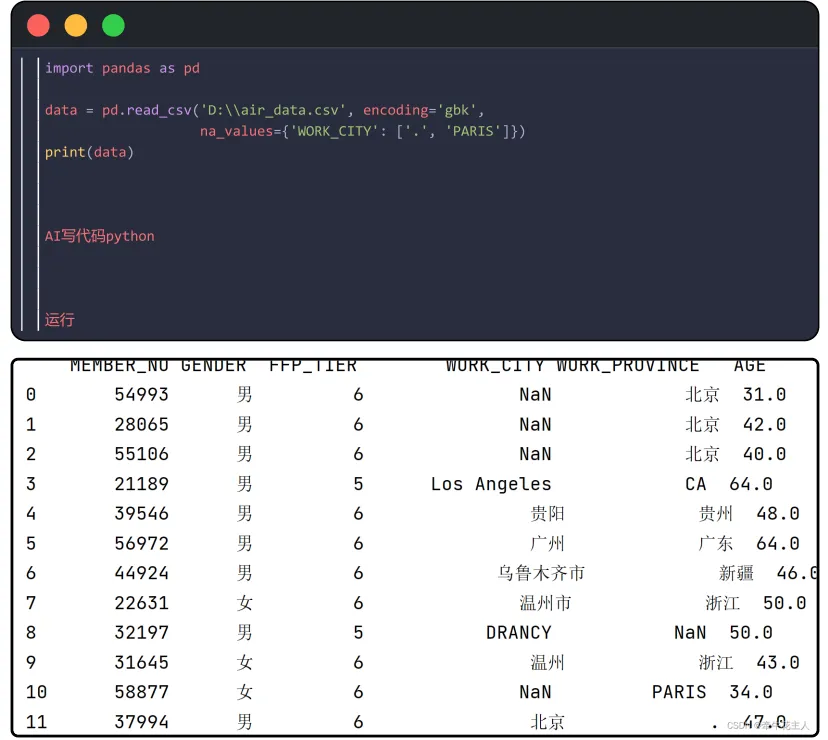 import pandas as pd
data = pd.read_csv('D:\\air_data.csv', encoding='gbk',
na_values={'WORK_CITY': ['.', 'PARIS']})
print(data)
AI写代码python
运行
MEMBER_NO GENDER FFP_TIER WORK_CITY WORK_PROVINCE AGE
0 54993 男 6 NaN 北京 31.0
1 28065 男 6 NaN 北京 42.0
2 55106 男 6 NaN 北京 40.0
3 21189 男 5 Los Angeles CA 64.0
4 39546 男 6 贵阳 贵州 48.0
5 56972 男 6 广州 广东 64.0
6 44924 男 6 乌鲁木齐市 新疆 46.0
7 22631 女 6 温州市 浙江 50.0
8 32197 男 5 DRANCY NaN 50.0
9 31645 女 6 温州 浙江 43.0
10 58877 女 6 NaN PARIS 34.0
11 37994 男 6 北京 . 47.0